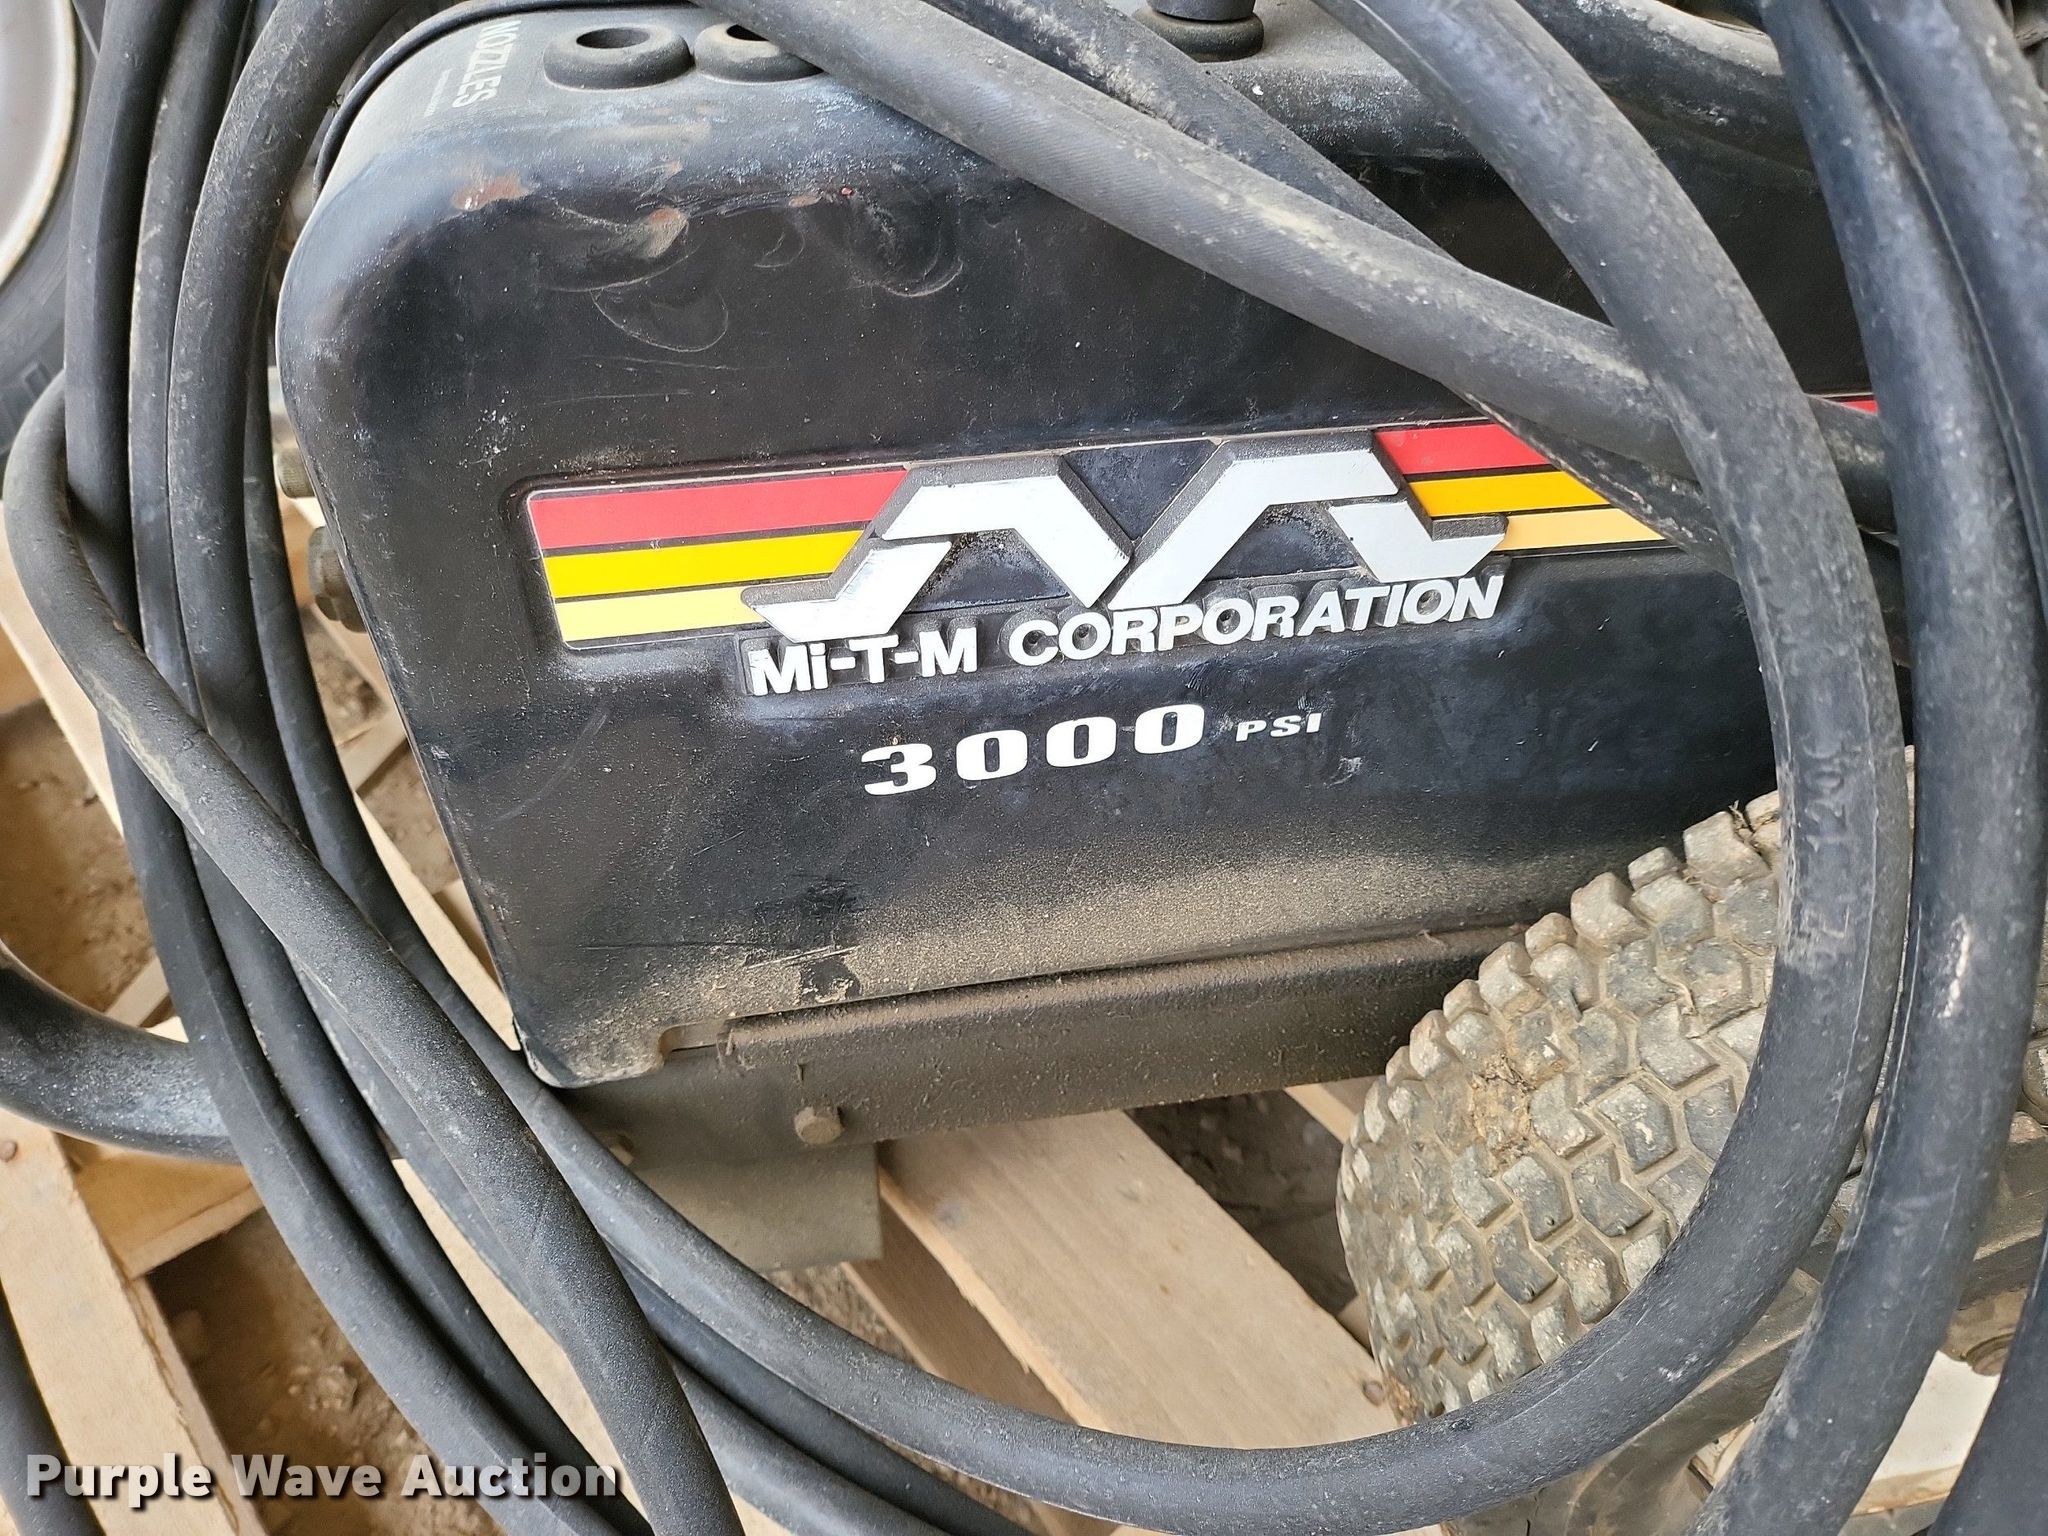 NOZZLES
Mi-T-M CORPORATION
3000 PSI
Purple Wave Auction